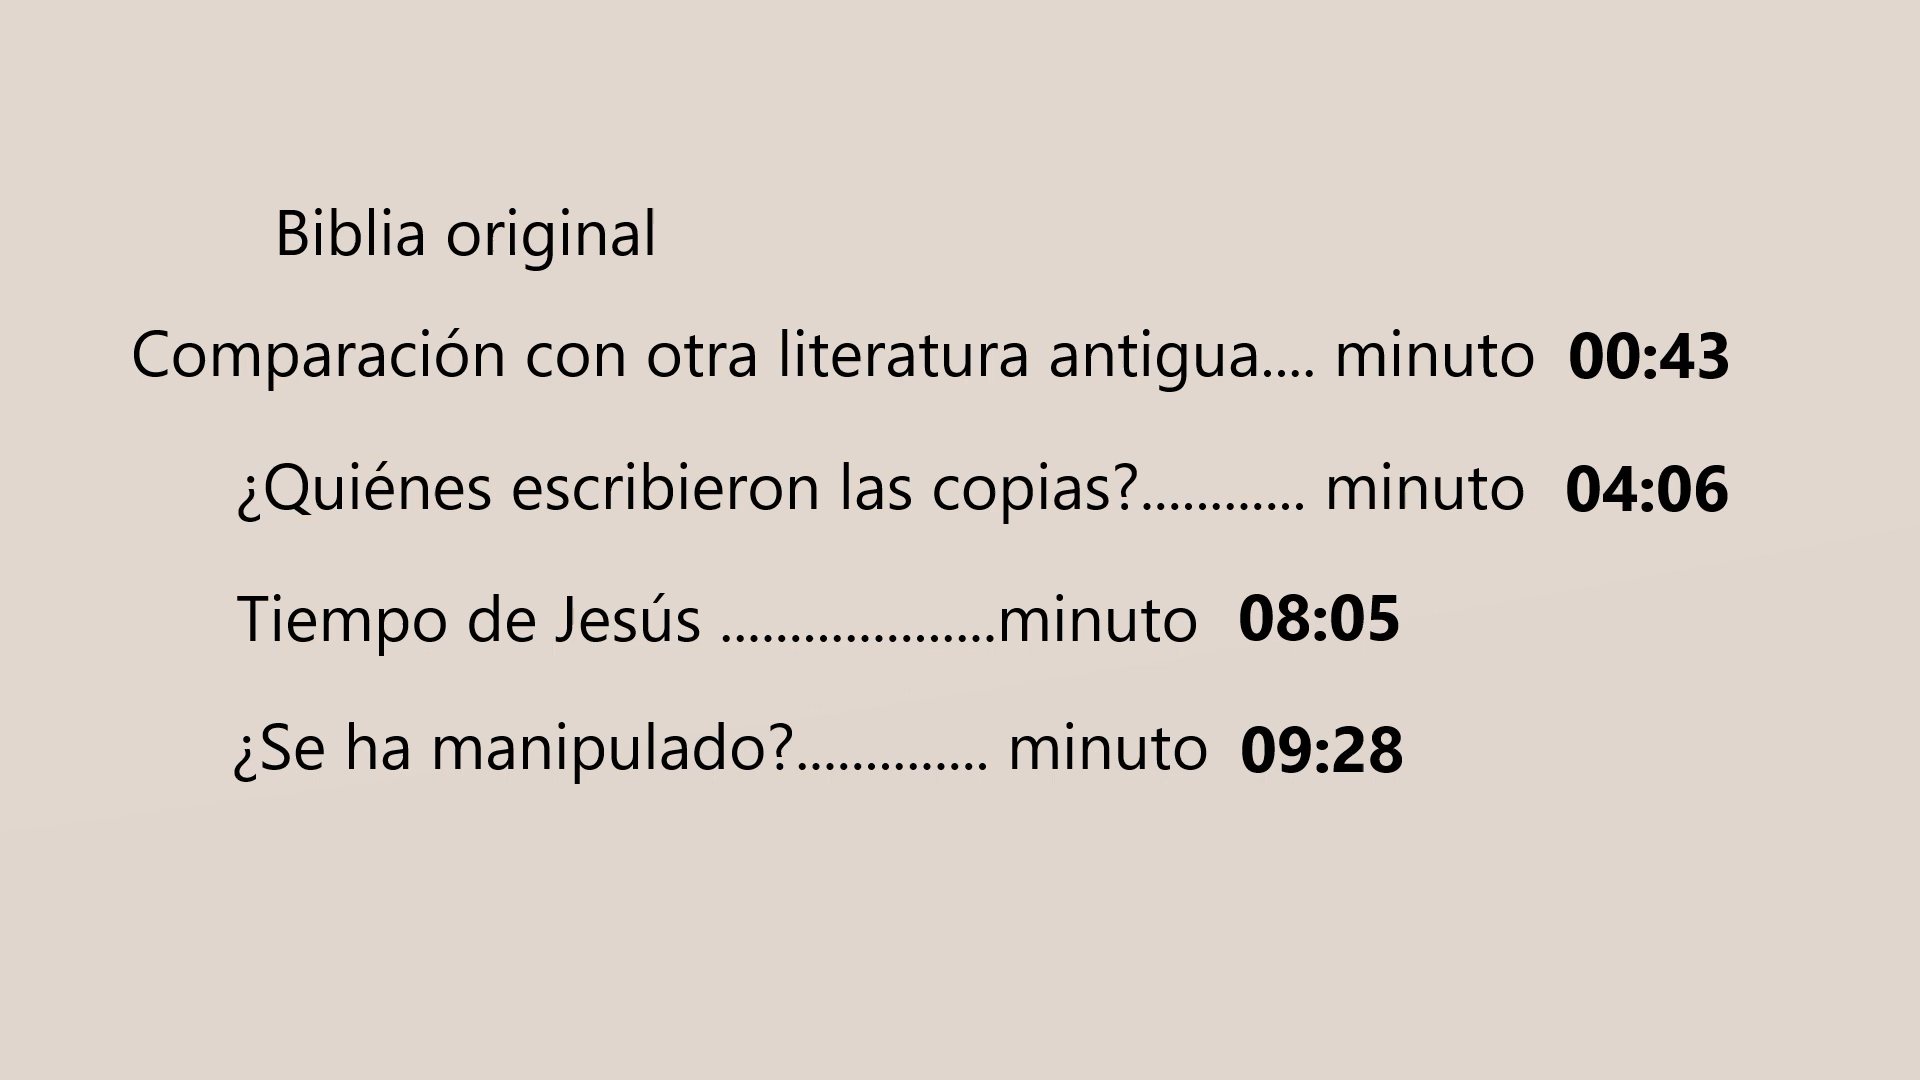 Biblia original
Comparación con otra literatura antigua.... minuto 00:43
¿Quiénes escribieron las copias?............ minuto 04:06
Tiempo de Jesús ....................minuto 08:05
¿Se ha manipulado?.............. minuto 09:28